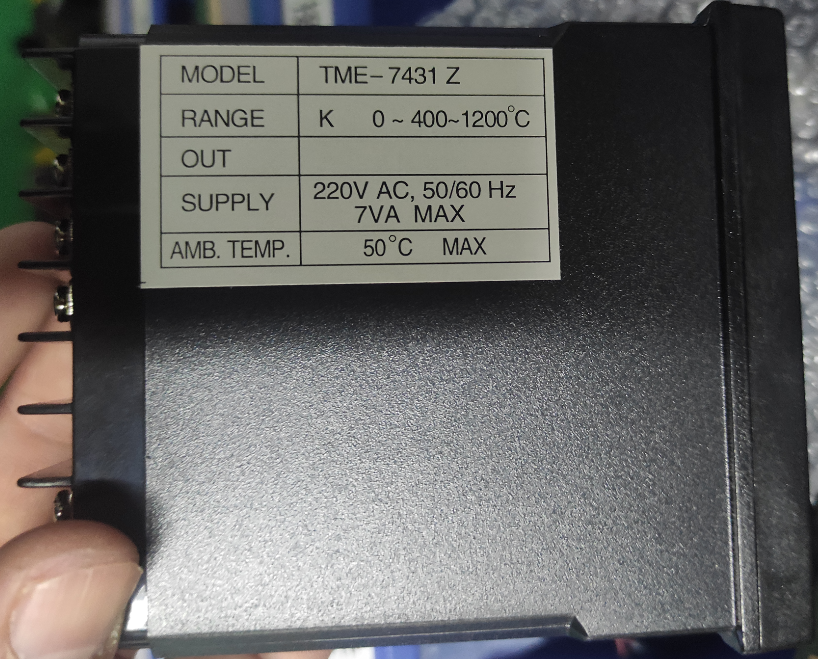 MODEL TME-7431 Z
RANGE K 0 ~ 400~1200°C
OUT
SUPPLY 220V AC, 50/60 Hz
7VA MAX
AMB. TEMP. 50°C MAX